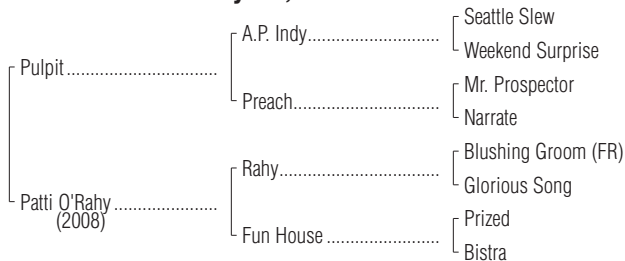 Seattle Slew
A.P. Indy
Weekend Surprise
Pulpit
Mr. Prospector
Preach
Narrate
Blushing Groom (FR)
Rahy
Glorious Song
Patti O'Rahy
(2008)
Prized
Fun House
Bistra